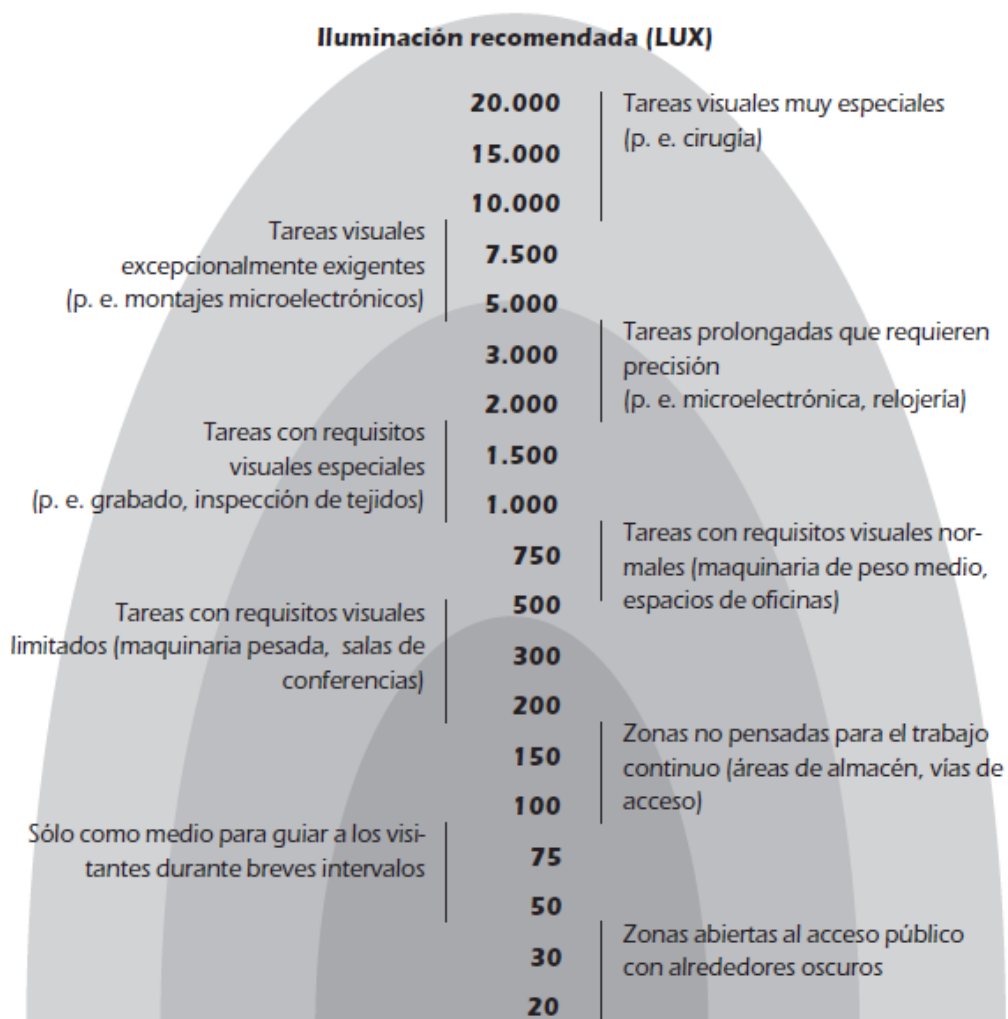 Iluminación recomendada (LUX)
20.000
Tareas visuales muy especiales
(p. e. cirugía)
15.000
10.000
Tareas visuales
excepcionalmente exigentes
(p. e. montajes microelectrónicos)
7.500
5.000
Tareas prolongadas que requieren
precisión
(p. e. microelectrónica, relojería)
3.000
2.000
Tareas con requisitos
visuales especiales
(p. e. grabado, inspección de tejidos)
1.500
1.000
Tareas con requisitos visuales nor-
males (maquinaria de peso medio,
espacios de oficinas)
750
500
Tareas con requisitos visuales
limitados (maquinaria pesada, salas de
conferencias)
300
200
Zonas no pensadas para el trabajo
continuo (áreas de almacén, vías de
acceso)
150
100
Sólo como medio para guiar a los visi-
tantes durante breves intervalos
75
50
Zonas abiertas al acceso público
con alrededores oscuros
30
20